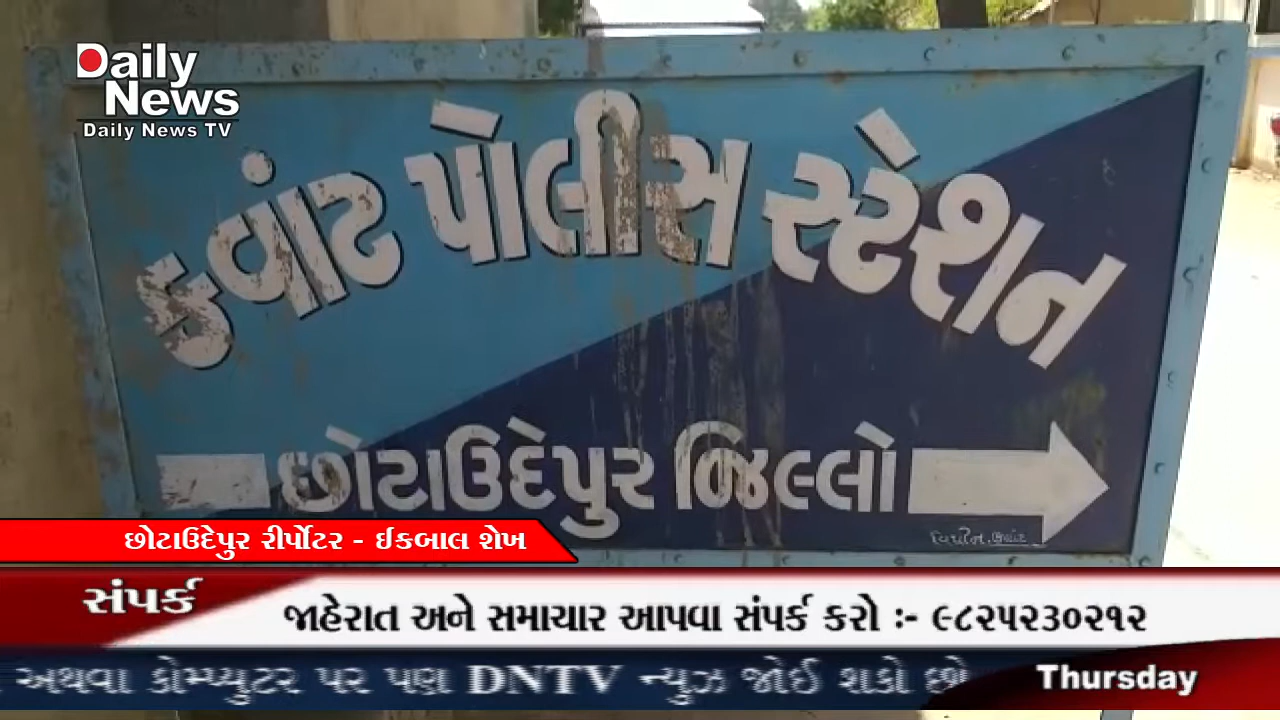 Daily
News
Daily News TV
કવાંટ પોલીસ સ્ટેશન
છોટાઉદેપુર જિલ્લો
વિપીન. કવાંટ
છોટાઉદેપુર રીર્પોટર - ઈકબાલ શેખ
સંપર્ક
જાહેરાત અને સમાચાર આપવા સંપર્ક કરો :- ૯૮૨૫૨૩૦૨૧૨
અથવા કોમ્પ્યુટર પર પણ DNTV ન્યુઝ જોઈ શકો છો
Thursday